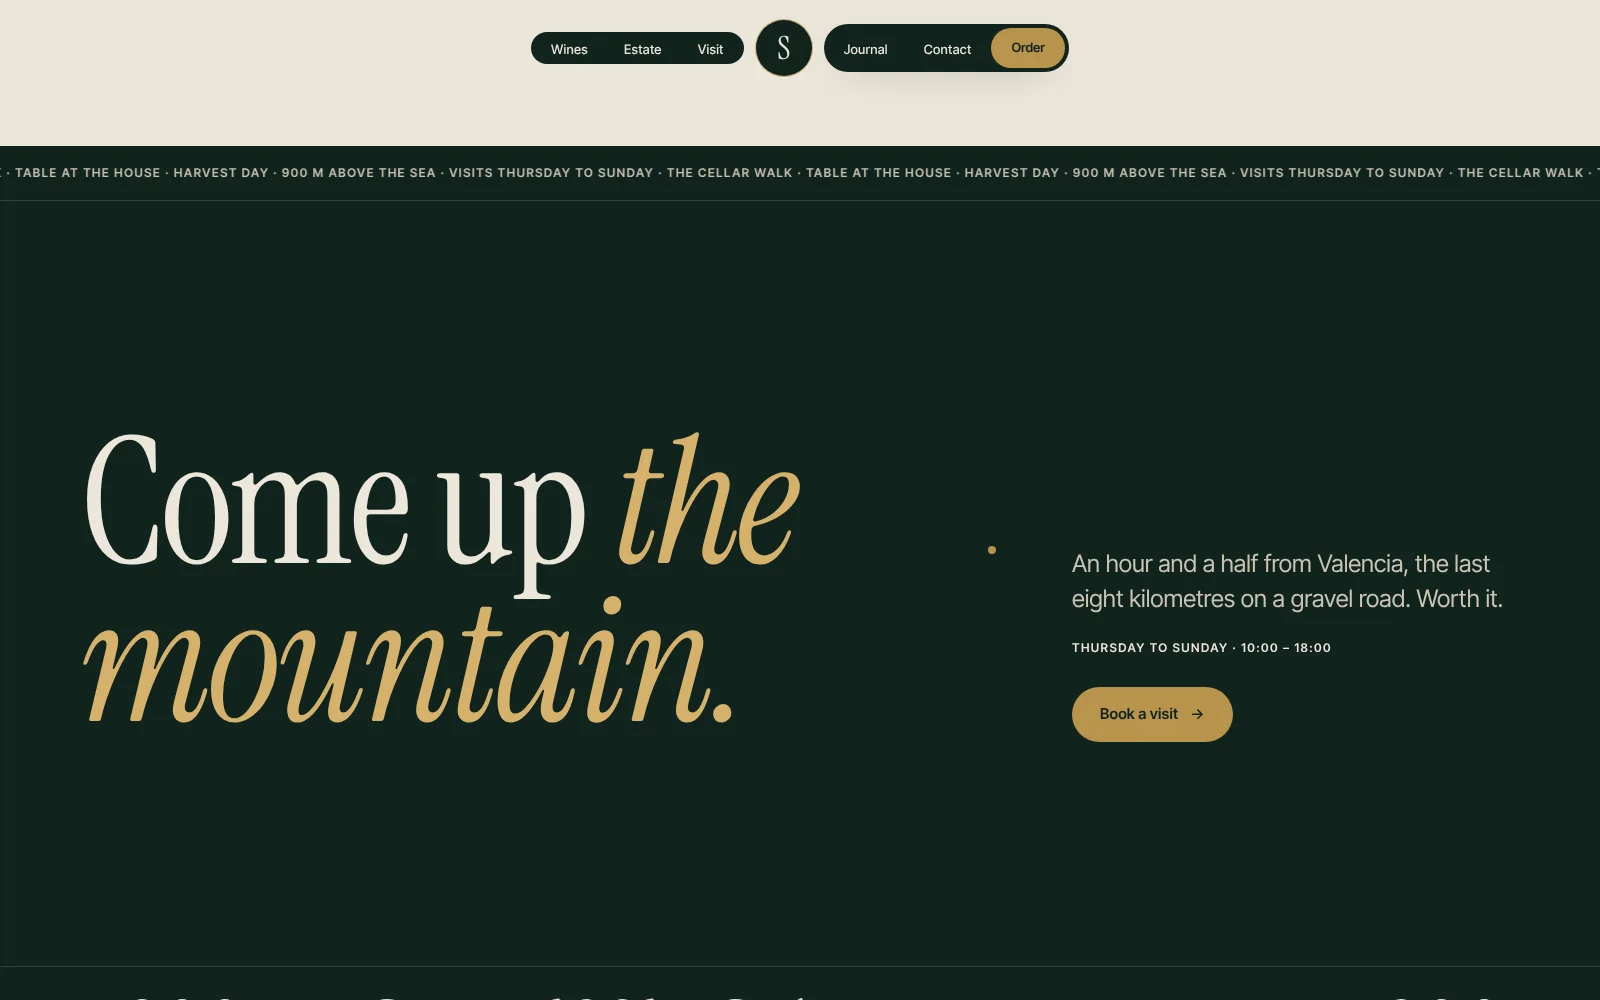 Wines Estate Visit S Journal Contact Order
· TABLE AT THE HOUSE · HARVEST DAY · 900 M ABOVE THE SEA · VISITS THURSDAY TO SUNDAY · THE CELLAR WALK · TABLE AT THE HOUSE · HARVEST DAY · 900 M ABOVE THE SEA · VISITS THURSDAY TO SUNDAY · THE CELLAR WALK ·
Come up the
mountain.
An hour and a half from Valencia, the last
eight kilometres on a gravel road. Worth it.
THURSDAY TO SUNDAY · 10:00 – 18:00
Book a visit →